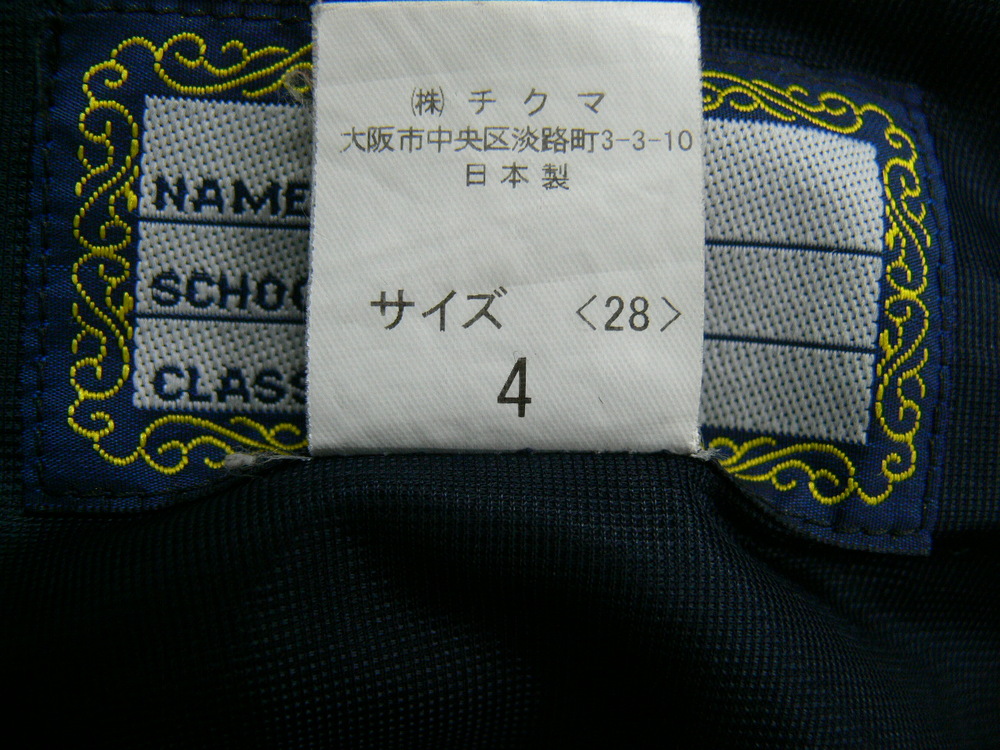 ㈱ チクマ
大阪市中央区淡路町3-3-10
日本製
サイズ 〈28〉
4
NAME
SCHOO
CLASS